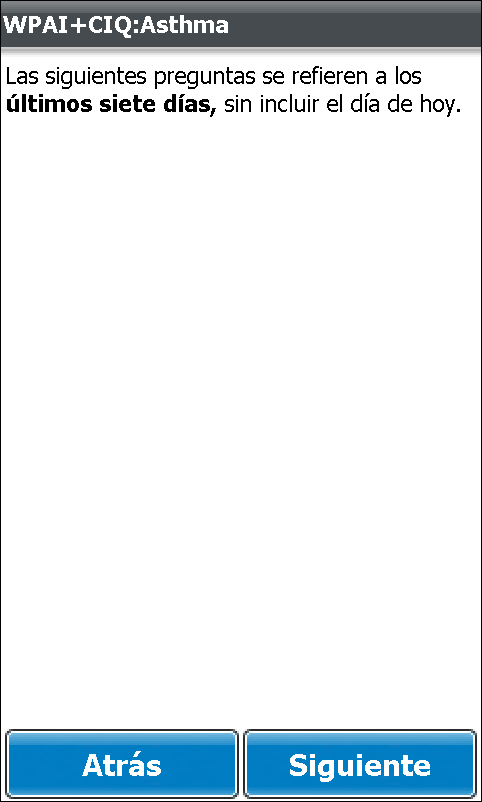 WPAI+CIQ:Asthma
Las siguientes preguntas se refieren a los
últimos siete días, sin incluir el día de hoy.
Atrás
Siguiente